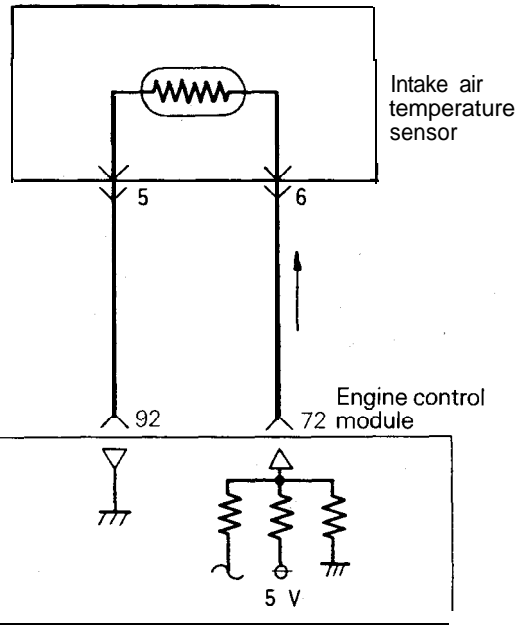 Intake air
temperature
sensor
5
6
Engine control
92
72 module
5 V